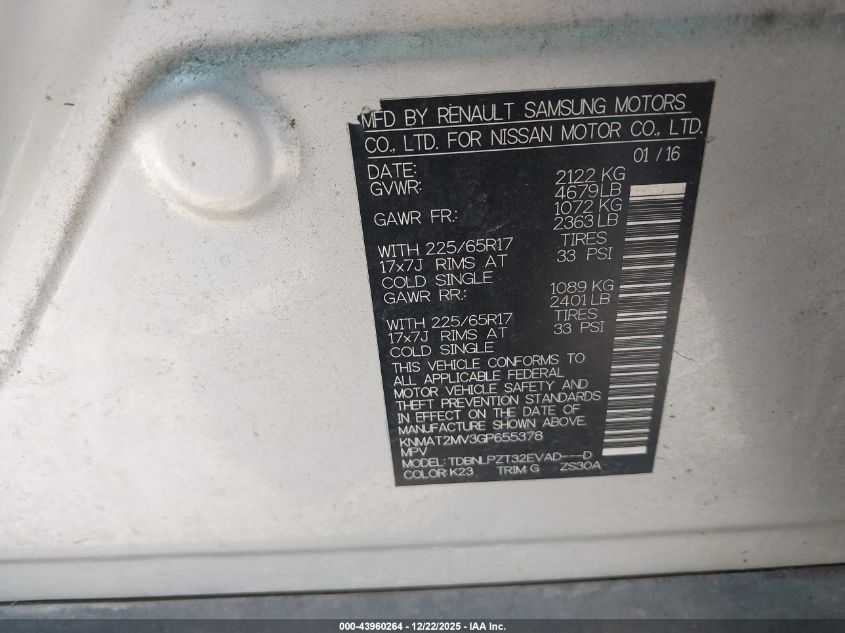 MFD BY RENAULT SAMSUNG MOTORS
CO., LTD. FOR NISSAN MOTOR CO., LTD.
DATE: 01 / 16
GVWR: 2122 KG
4679 LB
GAWR FR.: 1072 KG
2363 LB
WITH 225/65R17 TIRES
17x7J RIMS AT 33 PSI
COLD SINGLE
GAWR RR.: 1089 KG
2401 LB
WITH 225/65R17 TIRES
17x7J RIMS AT 33 PSI
COLD SINGLE
THIS VEHICLE CONFORMS TO
ALL APPLICABLE FEDERAL
MOTOR VEHICLE SAFETY AND
THEFT PREVENTION STANDARDS
IN EFFECT ON THE DATE OF
MANUFACTURE SHOWN ABOVE.
KNMAT2MV3GP655378
MPV
MODEL: TDBNLPZT32EVAD---D
COLOR: K23 TRIM: G ZS30A
000-43960264 - 12/22/2025 - IAA Inc.